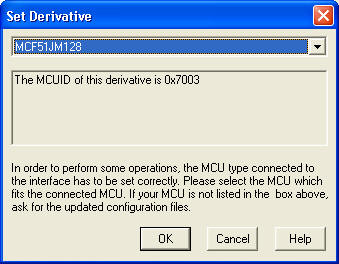 Set Derivative
MCF51JM128
The MCUID of this derivative is 0x7003
In order to perform some operations, the MCU type connected to
the interface has to be set correctly. Please select the MCU which
fits the connected MCU. If your MCU is not listed in the  box above,
ask for the updated configuration files.
OK
Cancel
Help